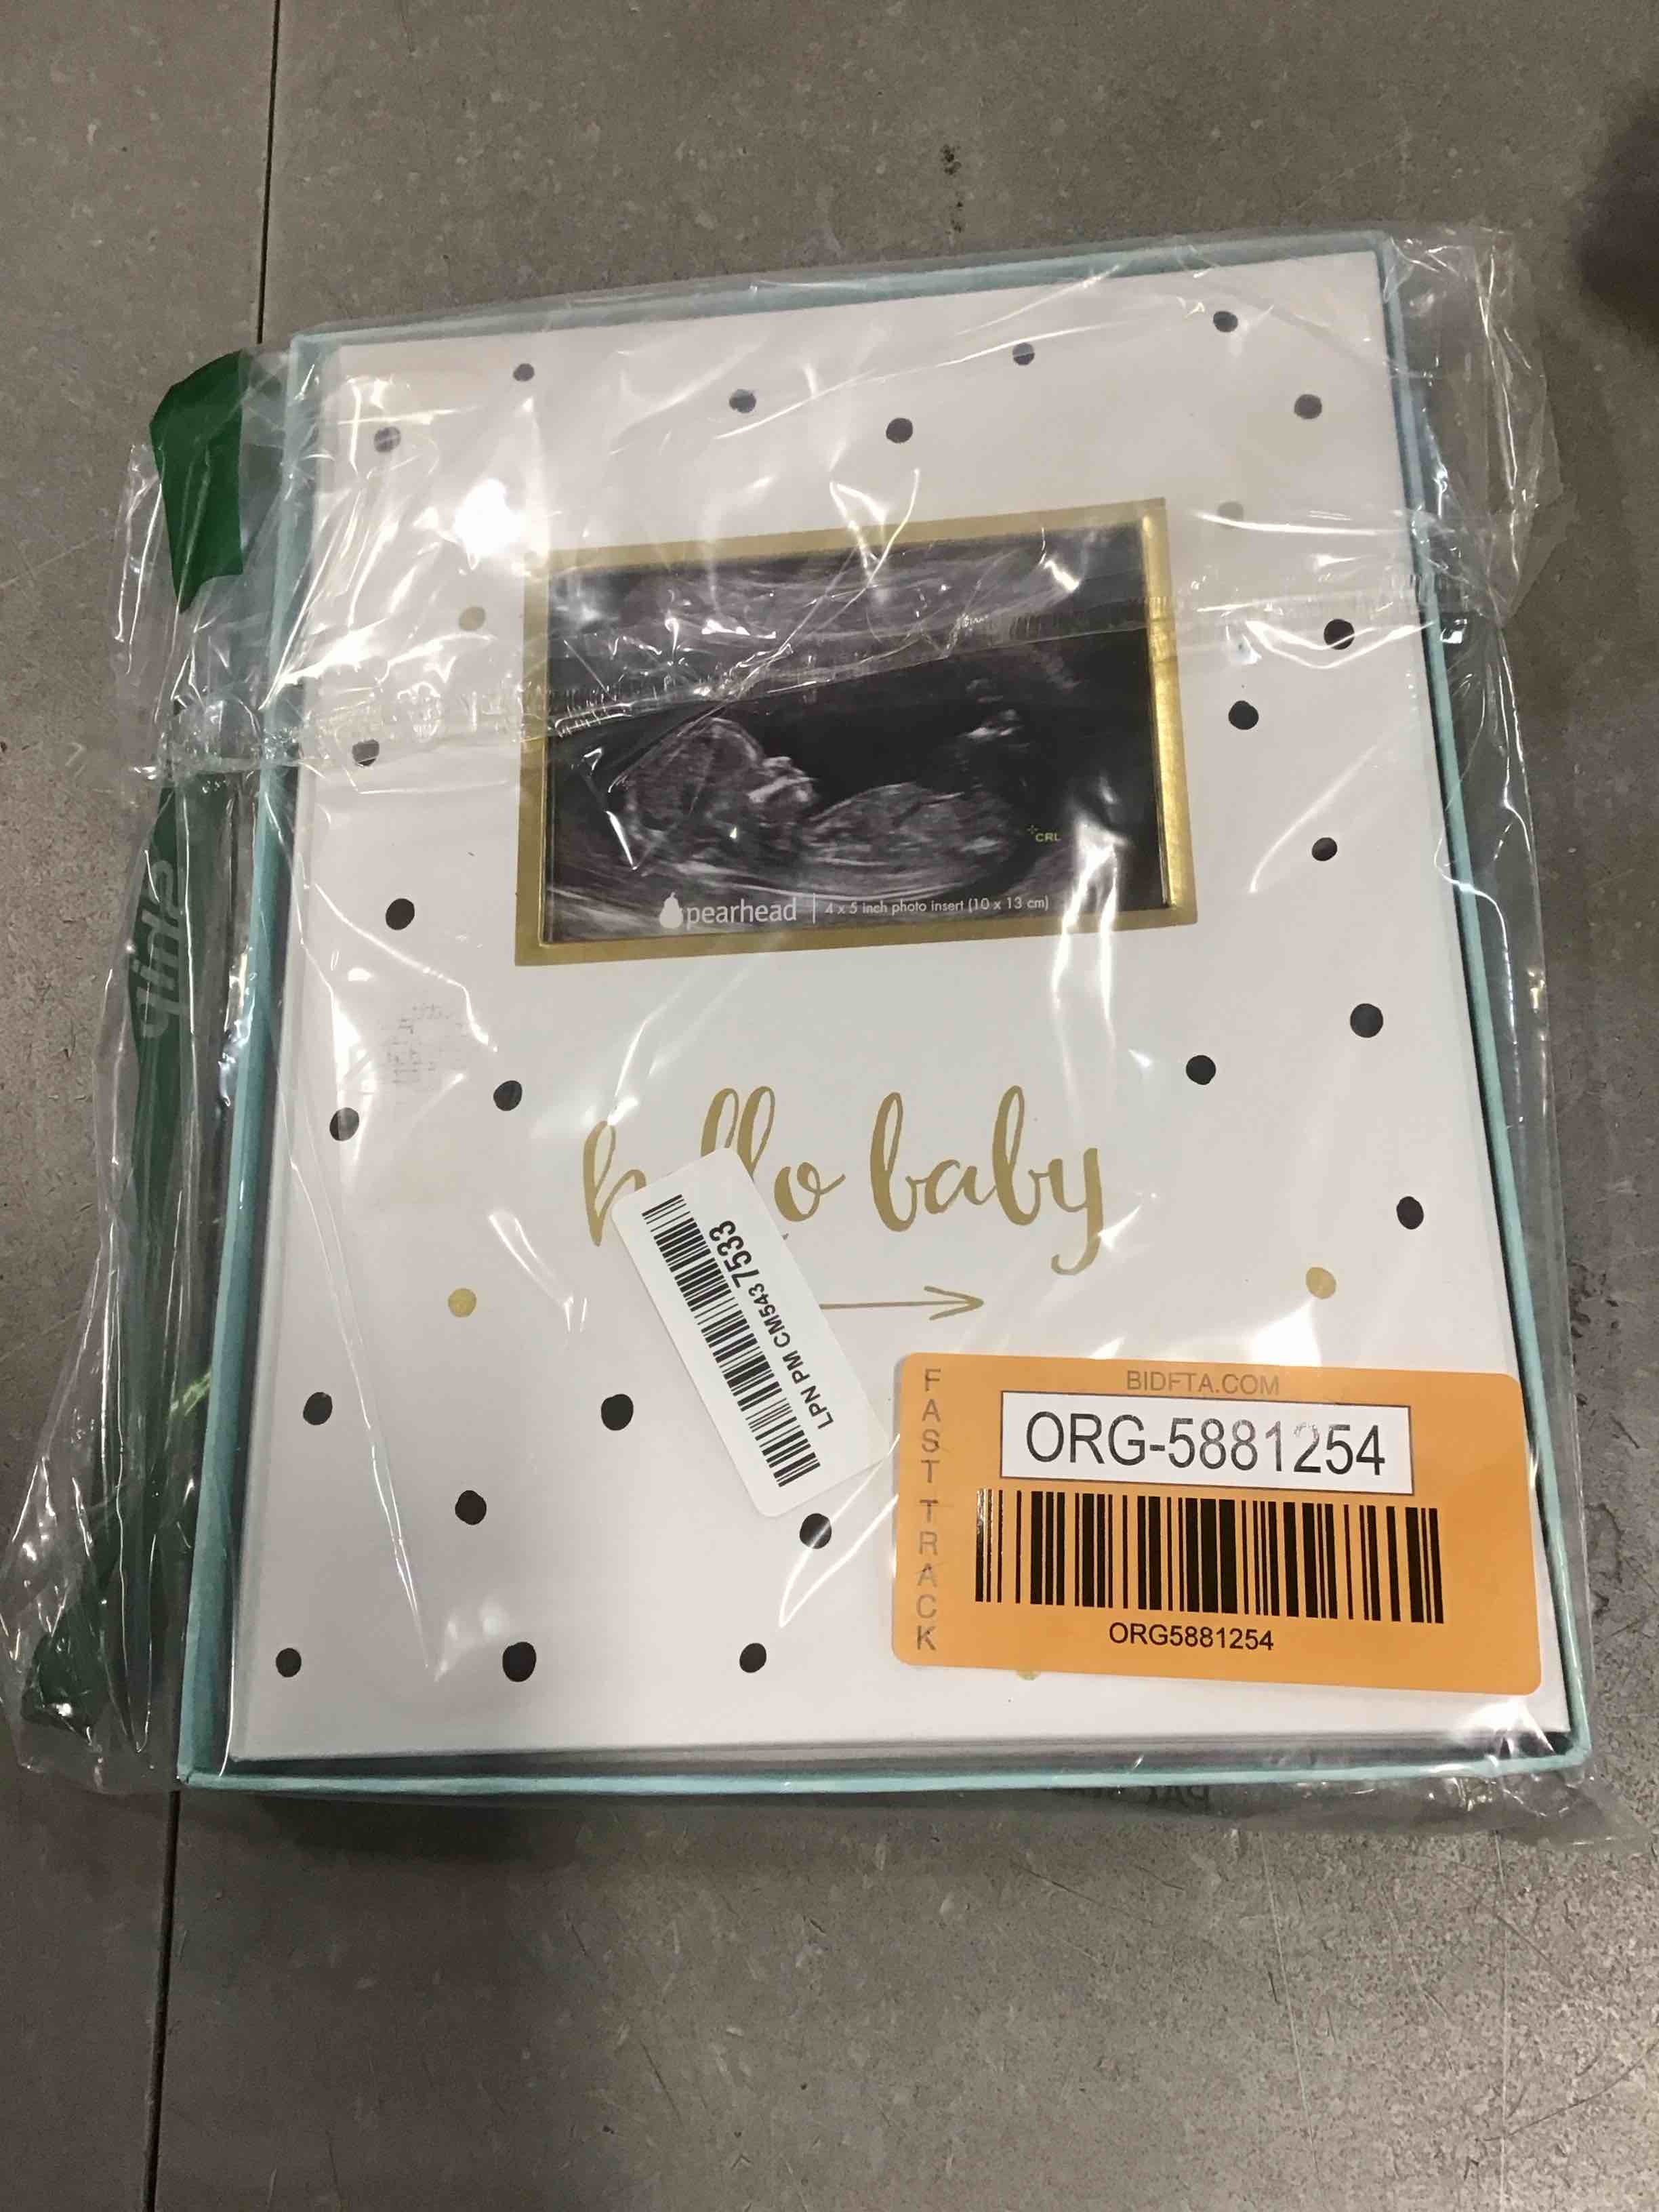 CRL
pearhead | 4 x 5 inch photo insert (10 x 13 cm)
hello baby
LPN PM CM5437533
BIDFTA.COM
FAST TRACK
ORG-5881254
ORG5881254